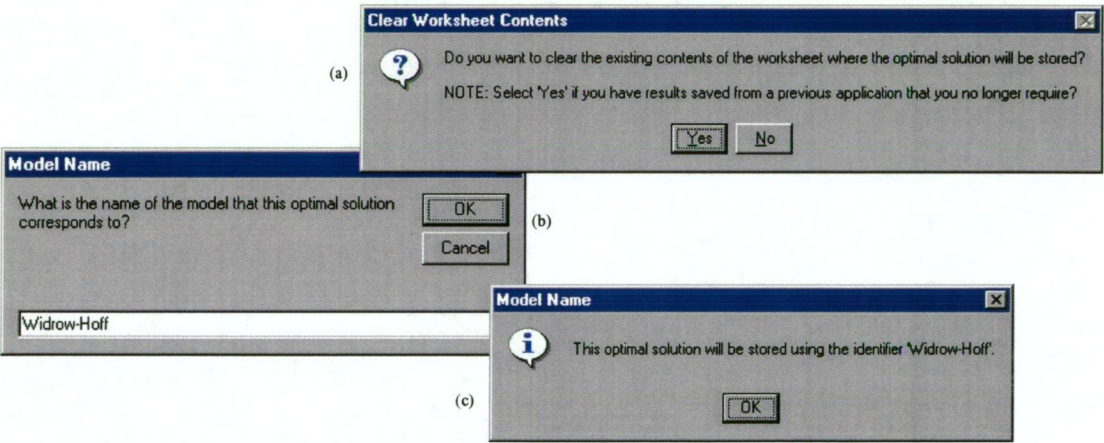 Clear Worksheet Contents
(a)
Do you want to clear the existing contents of the worksheet where the optimal solution will be stored?
NOTE: Select 'Yes' if you have results saved from a previous application that you no longer require?
Yes
No
Model Name
What is the name of the model that this optimal solution
corresponds to?
OK
Cancel
(b)
Widrow-Hoff
Model Name
This optimal solution will be stored using the identifier 'Widrow-Hoff'.
(c)
OK